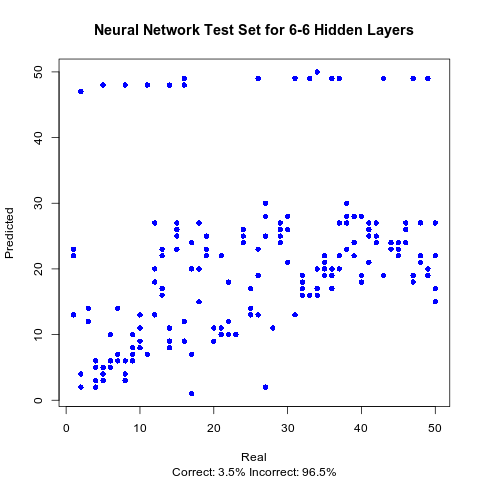 Neural Network Test Set for 6-6 Hidden Layers
Predicted
50
40
30
20
10
0
0 10 20 30 40 50
Real
Correct: 3.5% Incorrect: 96.5%